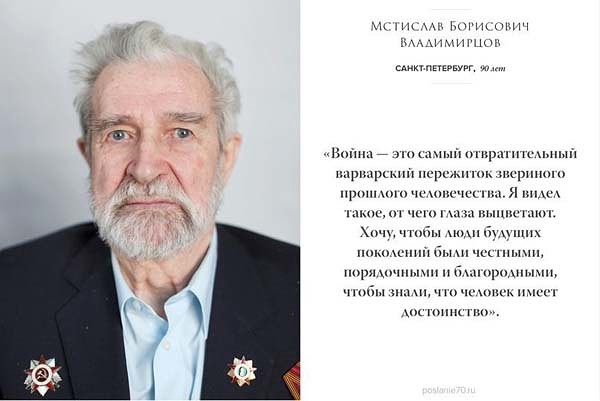 Мстислав Борисович
Владимирцов
САНКТ-ПЕТЕРБУРГ, 90 лет
«Война — это самый отвратительный
варварский пережиток звериного
прошлого человечества. Я видел
такое, от чего глаза выцветают.
Хочу, чтобы люди будущих
поколений были честными,
порядочными и благородными,
чтобы знали, что человек имеет
достоинство».
poslanie70.ru